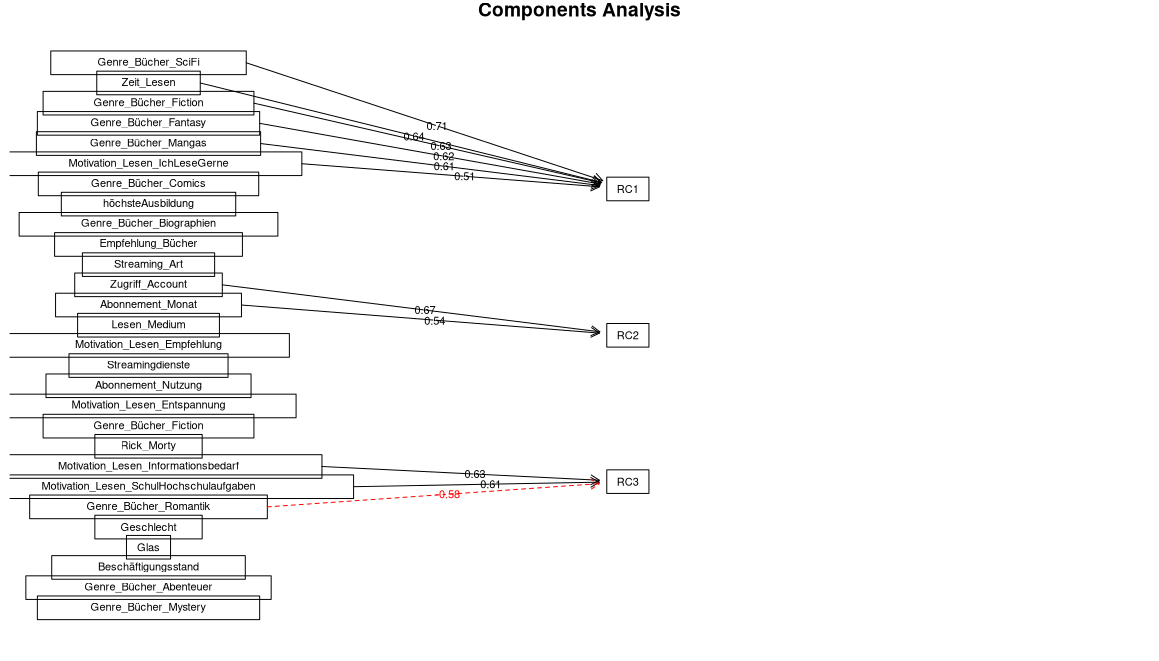 Components Analysis
Genre_Bücher_SciFi
Zeit_Lesen
Genre_Bücher_Fiction
Genre_Bücher_Fantasy
Genre_Bücher_Mangas
Motivation_Lesen_IchLeseGerne
Genre_Bücher_Comics
höchsteAusbildung
Genre_Bücher_Biographien
Empfehlung_Bücher
Streaming_Art
Zugriff_Account
Abonnement_Monat
Lesen_Medium
Motivation_Lesen_Empfehlung
Streamingdienste
Abonnement_Nutzung
Motivation_Lesen_Entspannung
Genre_Bücher_Fiction
Rick_Morty
Motivation_Lesen_Informationsbedarf
Motivation_Lesen_SchulHochschulaufgaben
Genre_Bücher_Romantik
Geschlecht
Glas
Beschäftigungsstand
Genre_Bücher_Abenteuer
Genre_Bücher_Mystery
0.71
0.64
0.63
0.62
0.61
0.51
RC1
0.67
0.54
RC2
0.63
0.61
-0.58
RC3